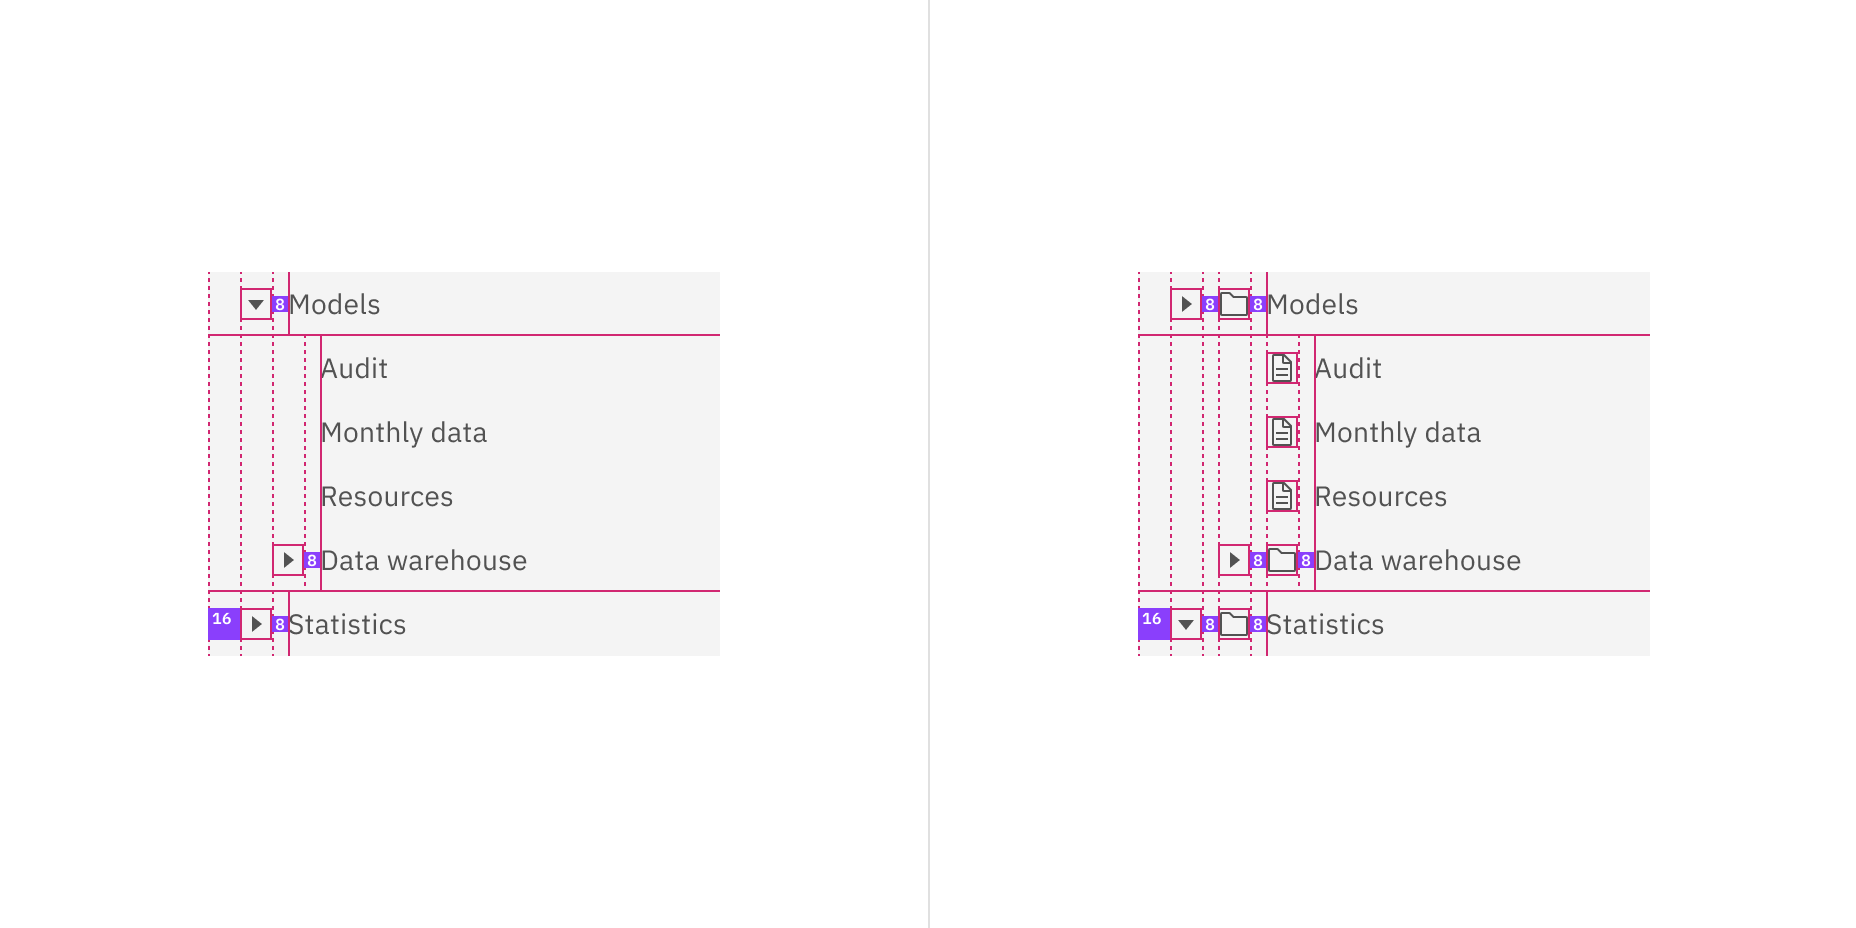 8 Models
Audit
Monthly data
Resources
8 Data warehouse
16 8 Statistics
8 8 Models
Audit
Monthly data
Resources
8 8 Data warehouse
16 8 8 Statistics